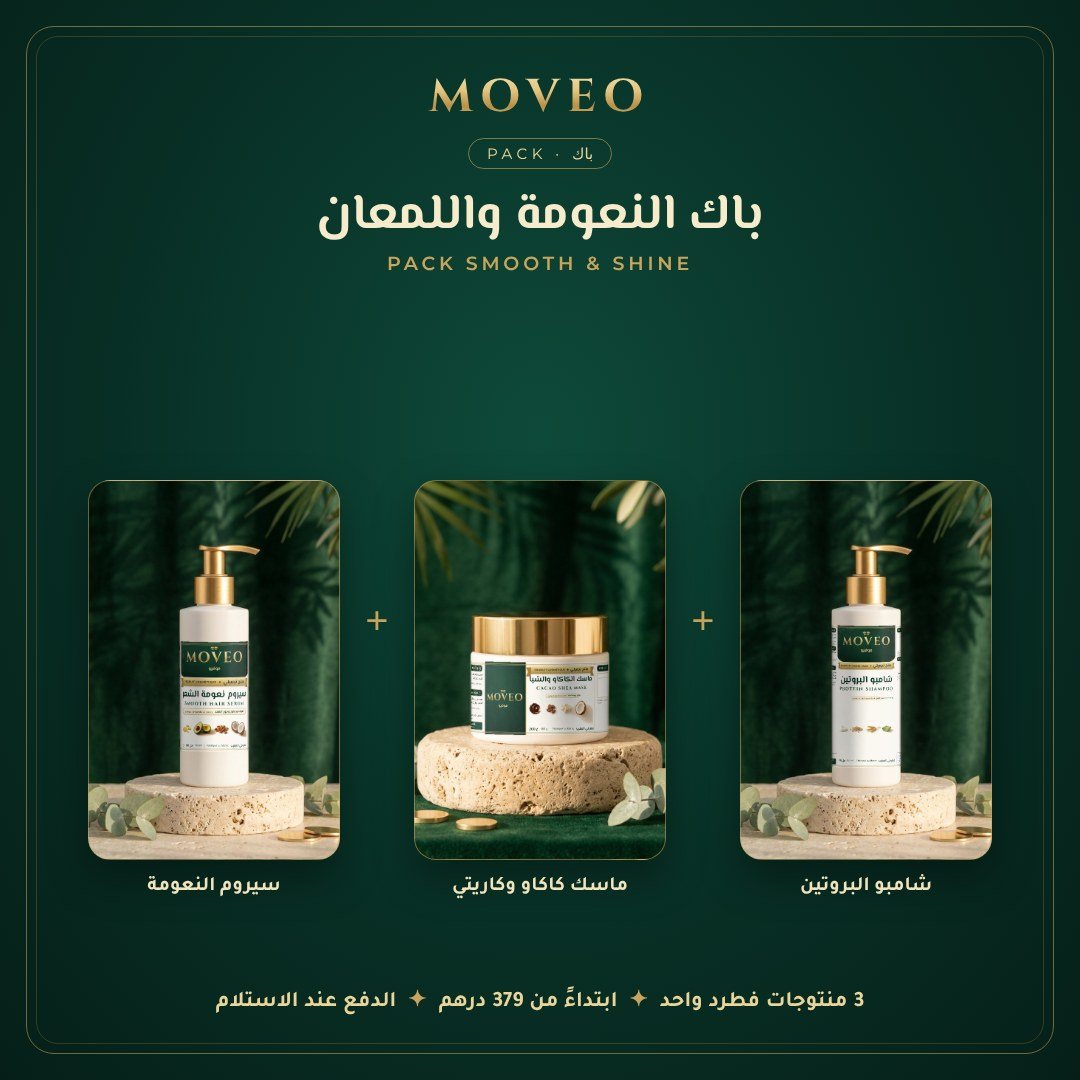 MOVEO
PACK · باك
باك النعومة واللمعان
PACK SMOOTH & SHINE
MOVEO
موفيو
شامبو البروتين
PROTEIN SHAMPOO
+
MOVEO
ماسك الكاكاو والشيا
CACAO SHEA MASK
+
MOVEO
موفيو
سيروم نعومة الشعر
SMOOTH HAIR SERUM
شامبو البروتين
ماسك كاكاو وكاريتي
سيروم النعومة
3 منتوجات فطرد واحد ✦ ابتداءً من 379 درهم ✦ الدفع عند الاستلام